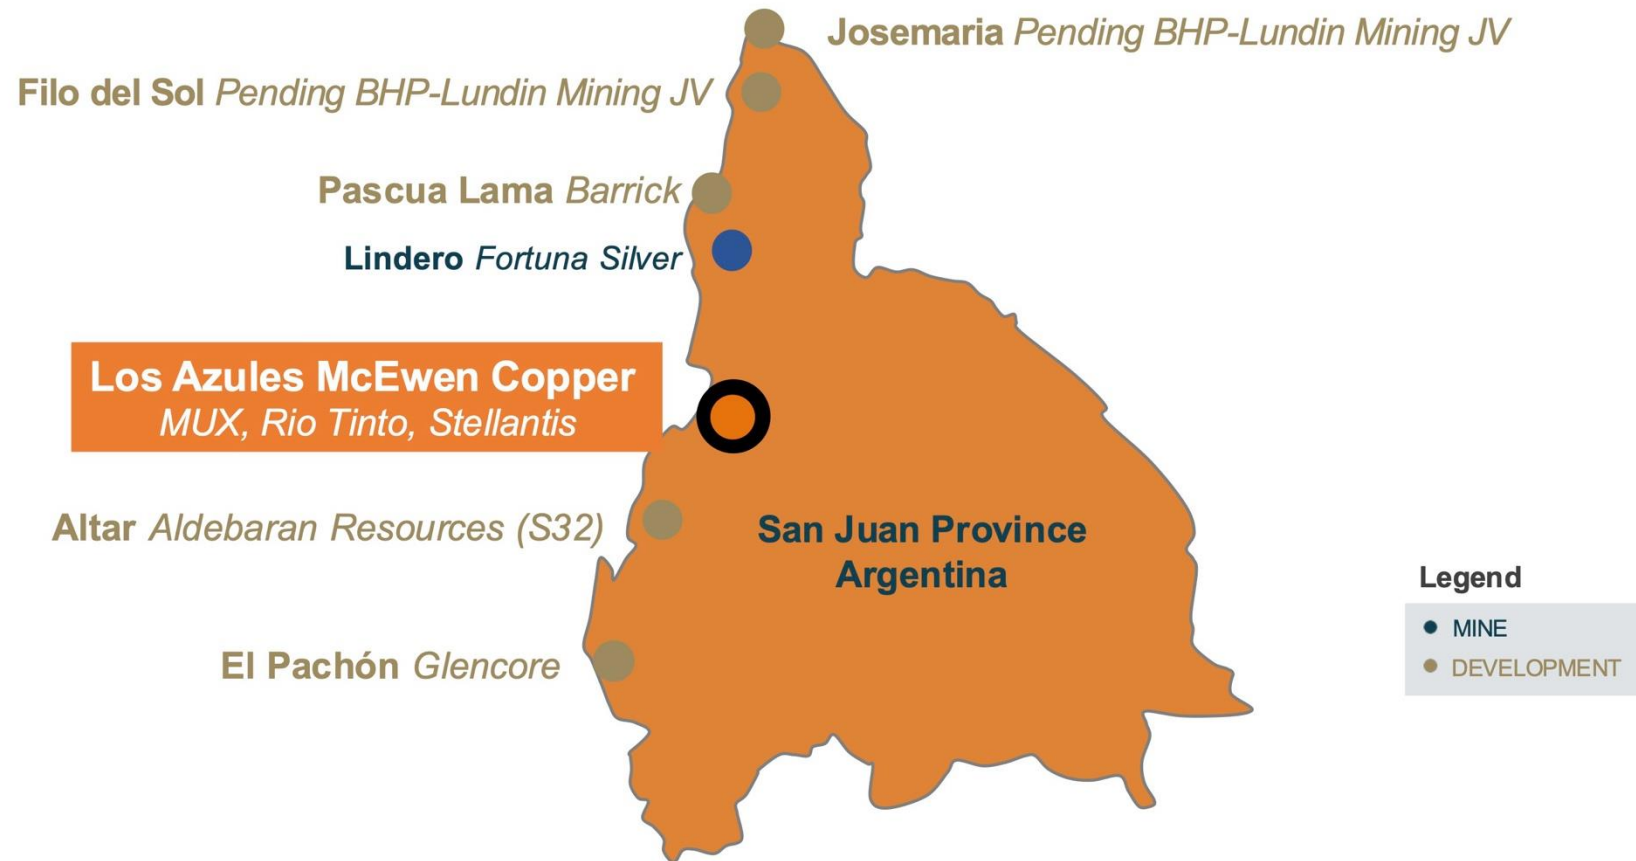 Josemaria Pending BHP-Lundin Mining JV
Filo del Sol Pending BHP-Lundin Mining JV
Pascua Lama Barrick
Lindero Fortuna Silver
Los Azules McEwen Copper
MUX, Rio Tinto, Stellantis
Altar Aldebaran Resources (S32)
San Juan Province
Argentina
El Pachón Glencore
Legend
MINE
DEVELOPMENT